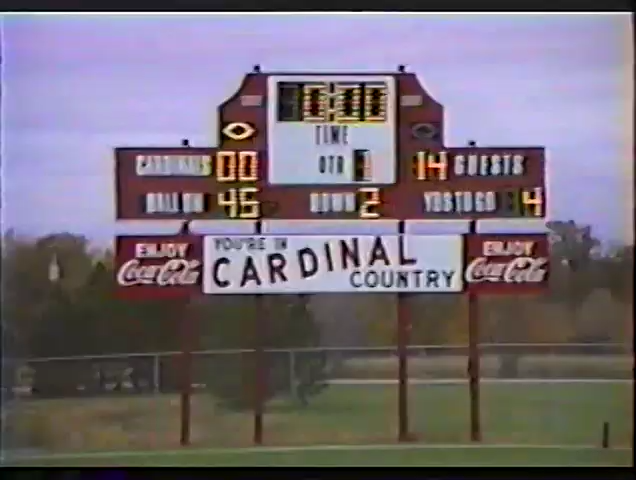 0:00
TIME
CARDINALS 00 QTR 1 14 GUESTS
BALL ON 45 DOWN 2 YDS TO GO 4
ENJOY
Coca-Cola
YOU'RE IN
CARDINAL
COUNTRY
ENJOY
Coca-Cola